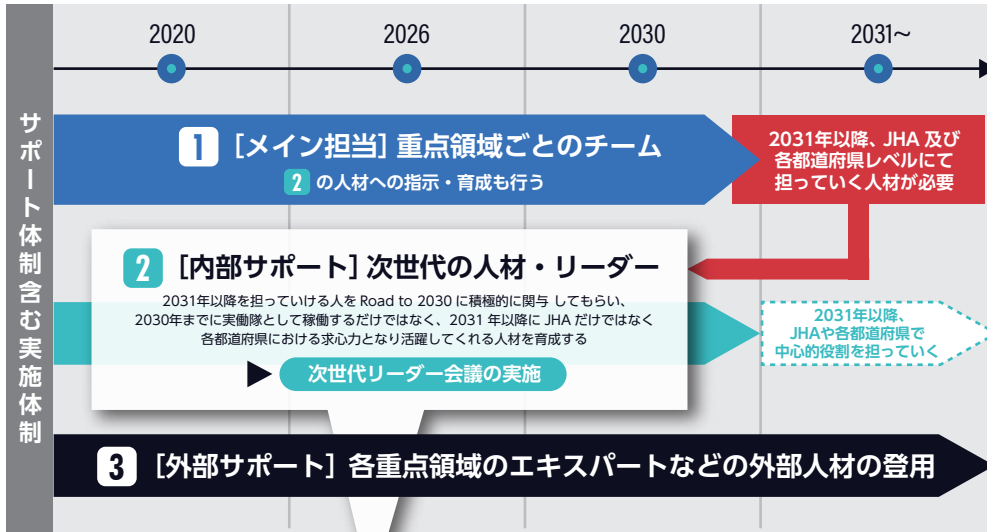 2020
2026
2030
2031〜
サポート体制含む実施体制
1 ［メイン担当］重点領域ごとのチーム
2 の人材への指示・育成も行う
2031年以降、JHA 及び
各都道府県レベルにて
担っていく人材が必要
2 ［内部サポート］次世代の人材・リーダー
2031年以降を担っていける人を Road to 2030 に積極的に関与 してもらい、
2030年までに実働隊として稼働するだけではなく、2031 年以降に JHA だけではなく
各都道府県における求心力となり活躍してくれる人材を育成する
次世代リーダー会議の実施
2031年以降、
JHAや各都道府県で
中心的役割を担っていく
3 ［外部サポート］各重点領域のエキスパートなどの外部人材の登用